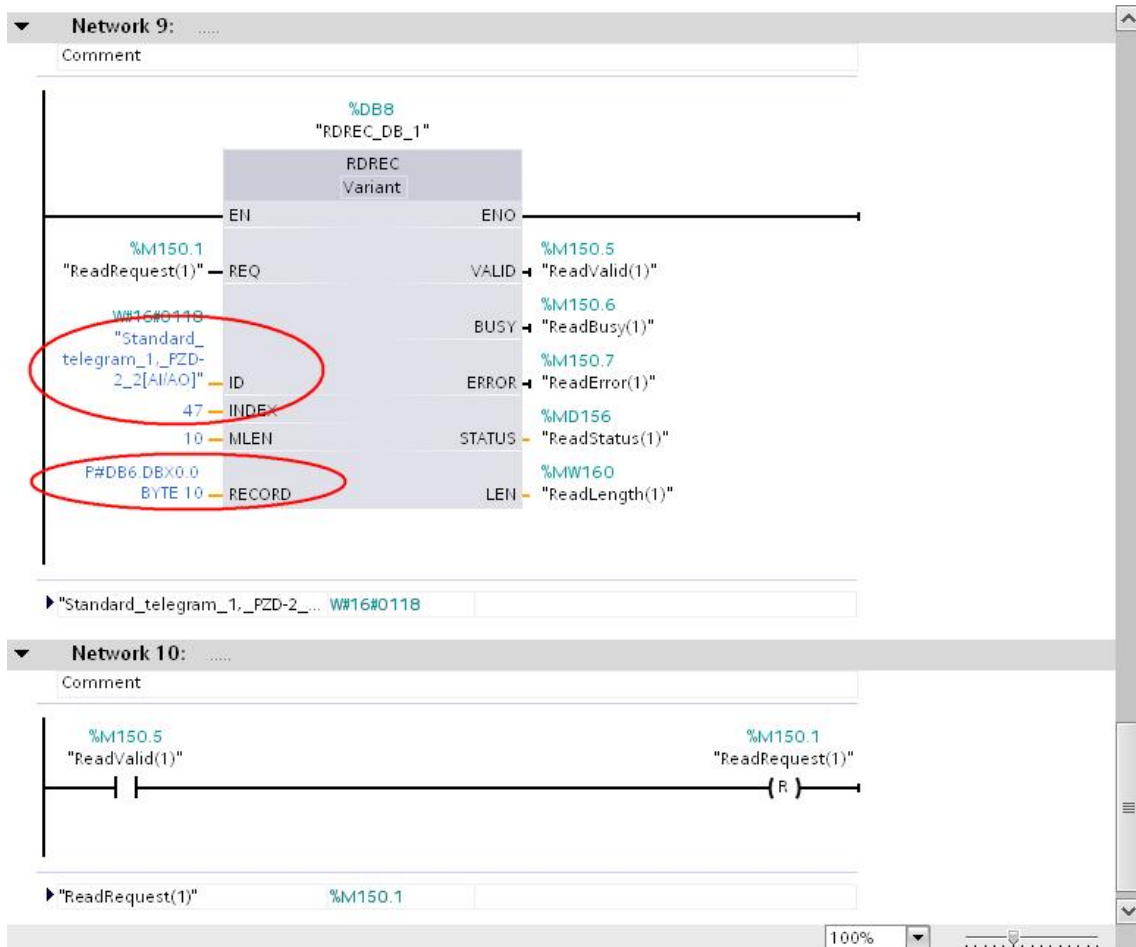 Network 9: .....
Comment
%DB8
"RDREC_DB_1"
RDREC
Variant
EN ENO
%M150.1
"ReadRequest(1)" REQ
%M150.5
VALID "ReadValid(1)"
W#16#0118
"Standard_
telegram_1,_PZD-
2_2[AI/AO]" ID
%M150.6
BUSY "ReadBusy(1)"
%M150.7
ERROR "ReadError(1)"
47 INDEX
10 MLEN
%MD156
STATUS "ReadStatus(1)"
P#DB6.DBX0.0
BYTE 10 RECORD
%MW160
LEN "ReadLength(1)"
"Standard_telegram_1,_PZD-2_... W#16#0118
Network 10: .....
Comment
%M150.5
"ReadValid(1)"
%M150.1
"ReadRequest(1)"
R
"ReadRequest(1)" %M150.1
100%